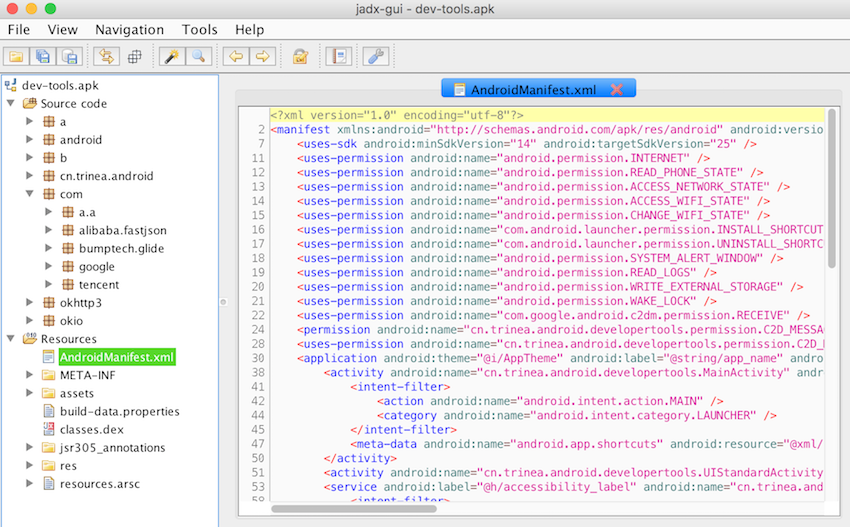 jadx-gui - dev-tools.apk
File View Navigation Tools Help
dev-tools.apk
Source code
a
android
b
cn.trinea.android
com
a.a
alibaba.fastjson
bumptech.glide
google
tencent
okhttp3
okio
Resources
AndroidManifest.xml
META-INF
assets
build-data.properties
classes.dex
jsr305_annotations
res
resources.arsc
AndroidManifest.xml
<?xml version="1.0" encoding="utf-8"?>
2 <manifest xmlns:android="http://schemas.android.com/apk/res/android" android:versio
7 <uses-sdk android:minSdkVersion="14" android:targetSdkVersion="25" />
11 <uses-permission android:name="android.permission.INTERNET" />
12 <uses-permission android:name="android.permission.READ_PHONE_STATE" />
13 <uses-permission android:name="android.permission.ACCESS_NETWORK_STATE" />
14 <uses-permission android:name="android.permission.ACCESS_WIFI_STATE" />
15 <uses-permission android:name="android.permission.CHANGE_WIFI_STATE" />
16 <uses-permission android:name="com.android.launcher.permission.INSTALL_SHORTCUT
17 <uses-permission android:name="com.android.launcher.permission.UNINSTALL_SHORTC
18 <uses-permission android:name="android.permission.SYSTEM_ALERT_WINDOW" />
19 <uses-permission android:name="android.permission.READ_LOGS" />
20 <uses-permission android:name="android.permission.WRITE_EXTERNAL_STORAGE" />
21 <uses-permission android:name="android.permission.WAKE_LOCK" />
22 <uses-permission android:name="com.google.android.c2dm.permission.RECEIVE" />
24 <permission android:name="cn.trinea.android.developertools.permission.C2D_MESSA
28 <uses-permission android:name="cn.trinea.android.developertools.permission.C2D_
30 <application android:theme="@i/AppTheme" android:label="@string/app_name" andro
38 <activity android:name="cn.trinea.android.developertools.MainActivity" andr
41 <intent-filter>
42 <action android:name="android.intent.action.MAIN" />
44 <category android:name="android.intent.category.LAUNCHER" />
45 </intent-filter>
47 <meta-data android:name="android.app.shortcuts" android:resource="@xml/
50 </activity>
51 <activity android:name="cn.trinea.android.developertools.UIStandardActivity
53 <service android:label="@h/accessibility_label" android:name="cn.trinea.and
58 <intent-filter>